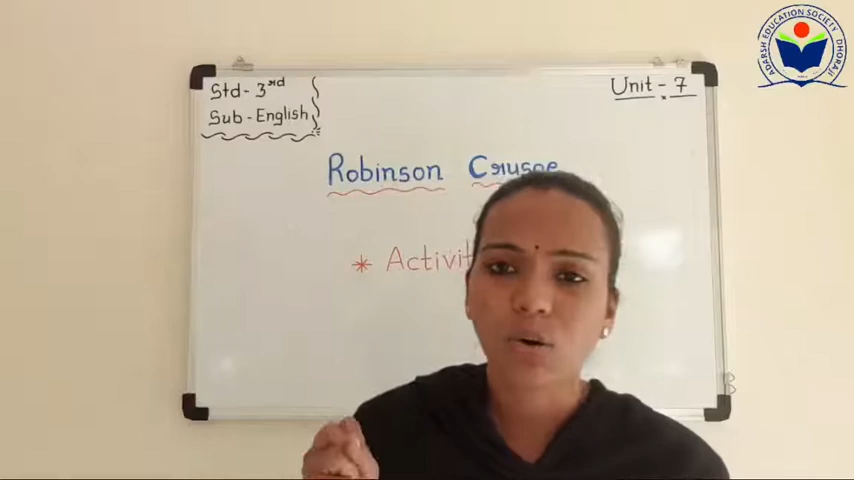 Std - 3rd
Sub - English
Unit - 7
Robinson Crusoe
* Activit
ADARSH EDUCATION SOCIETY DHORAJI